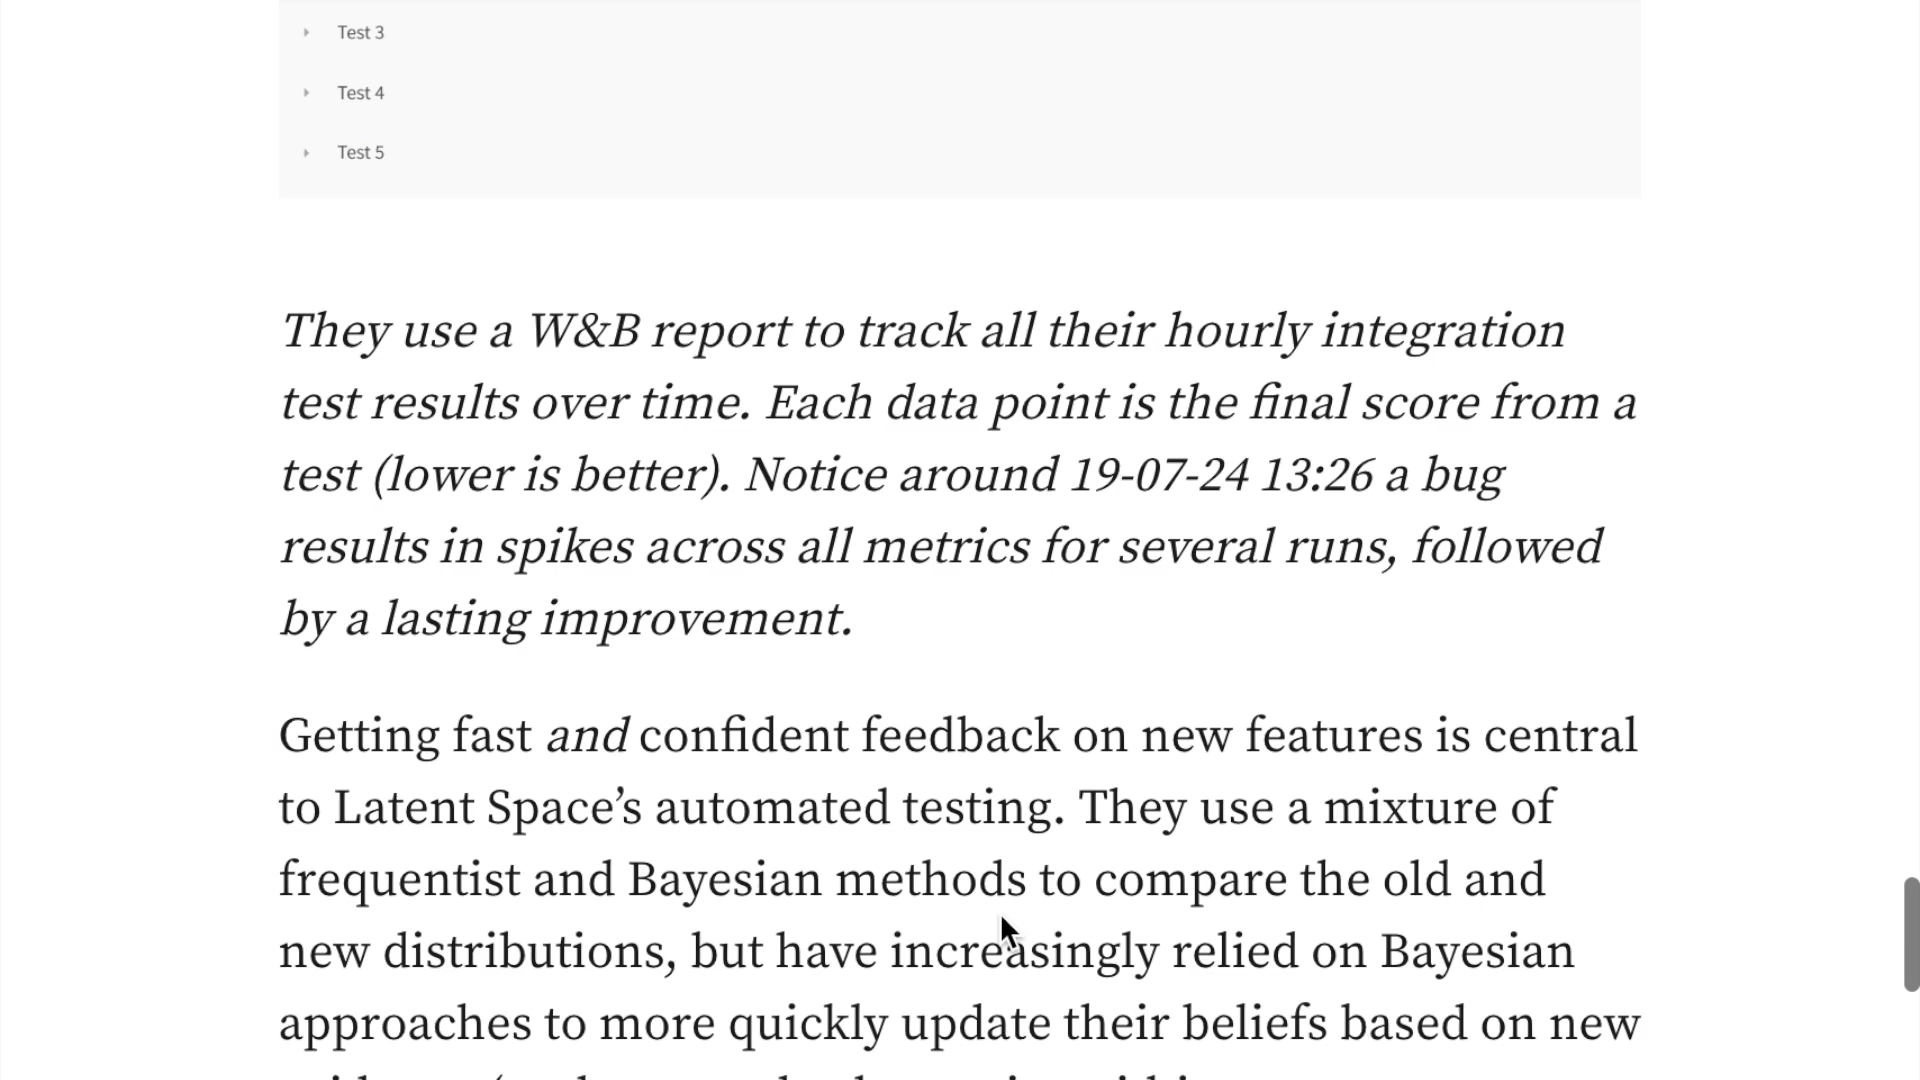 Test 3
Test 4
Test 5
They use a W&B report to track all their hourly integration
test results over time. Each data point is the final score from a
test (lower is better). Notice around 19-07-24 13:26 a bug
results in spikes across all metrics for several runs, followed
by a lasting improvement.
Getting fast and confident feedback on new features is central
to Latent Space’s automated testing. They use a mixture of
frequentist and Bayesian methods to compare the old and
new distributions, but have increasingly relied on Bayesian
approaches to more quickly update their beliefs based on new